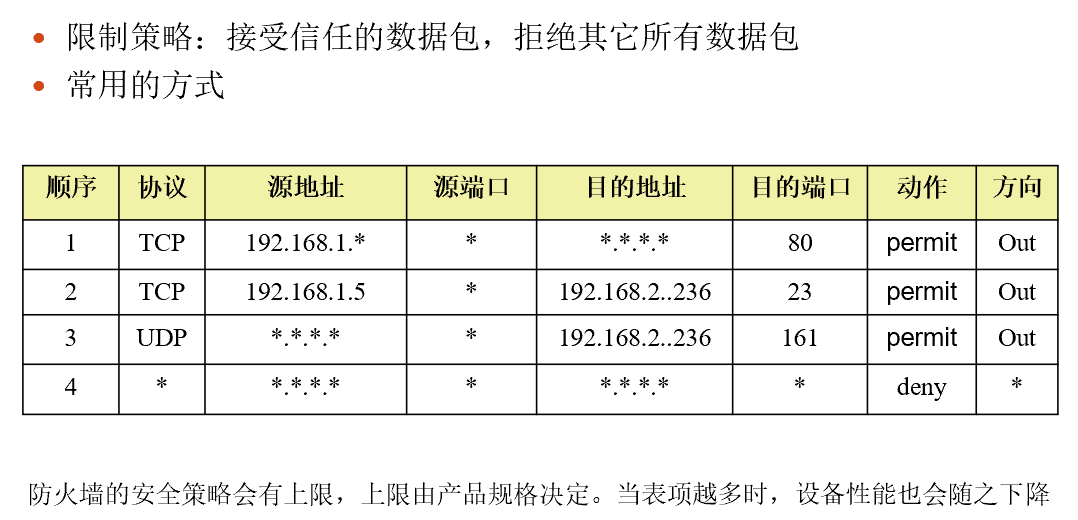 限制策略：接受信任的数据包，拒绝其它所有数据包
常用的方式
顺序 协议 源地址 源端口 目的地址 目的端口 动作 方向
1 TCP 192.168.1.* * *.*.*.* 80 permit Out
2 TCP 192.168.1.5 * 192.168.2..236 23 permit Out
3 UDP *.*.*.* * 192.168.2..236 161 permit Out
4 * *.*.*.* * *.*.*.* * deny *
防火墙的安全策略会有上限，上限由产品规格决定。当表项越多时，设备性能也会随之下降